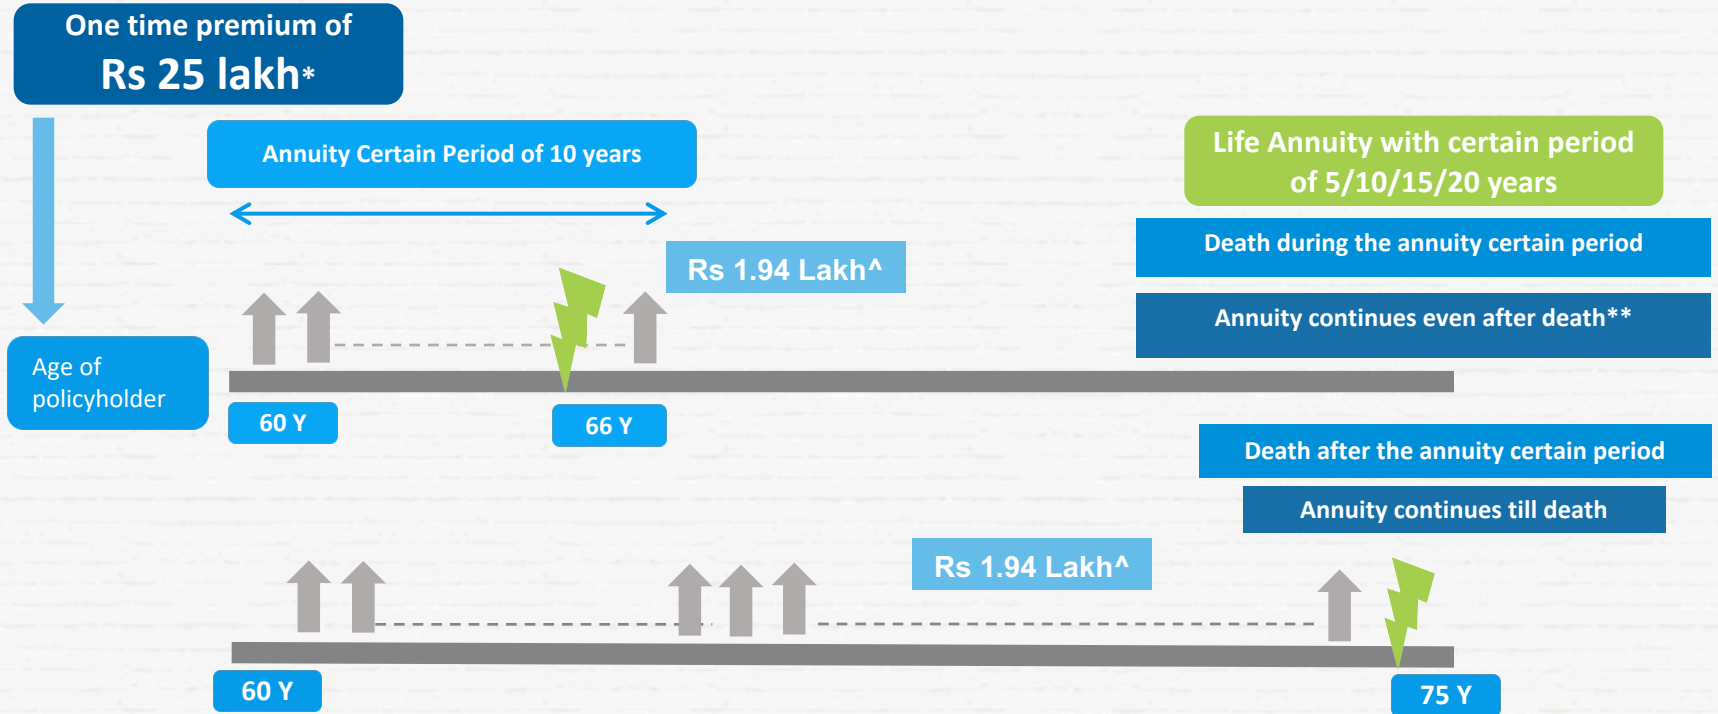 One time premium of
Rs 25 lakh*
Annuity Certain Period of 10 years
Life Annuity with certain period
of 5/10/15/20 years
Death during the annuity certain period
Rs 1.94 Lakh^
Annuity continues even after death**
Age of
policyholder
60 Y
66 Y
Death after the annuity certain period
Annuity continues till death
Rs 1.94 Lakh^
60 Y
75 Y